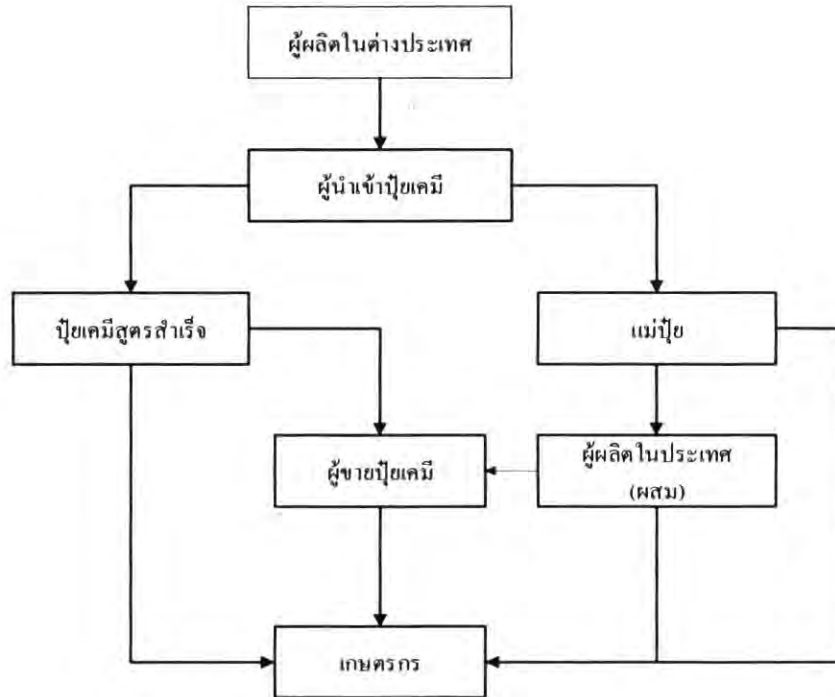 ผู้ผลิตในต่างประเทศ
ผู้นำเข้าปุ๋ยเคมี
ปุ๋ยเคมีสูตรสำเร็จ
แม่ปุ๋ย
ผู้ขายปุ๋ยเคมี
ผู้ผลิตในประเทศ
(ผสม)
เกษตรกร